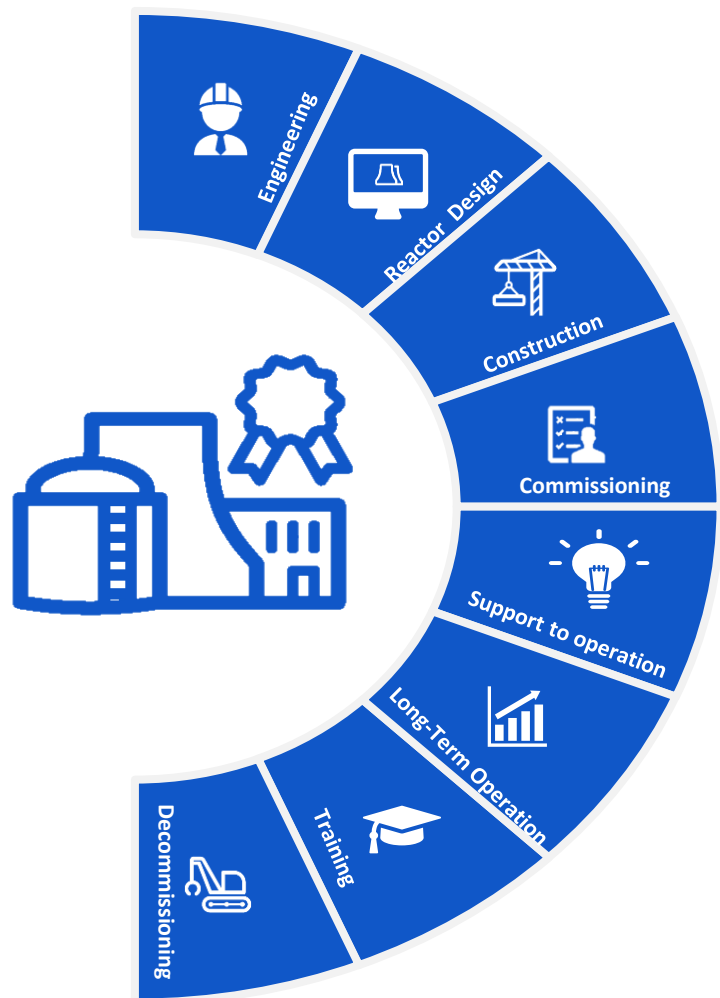 Engineering
Reactor Design
Construction
Commissioning
Support to operation
Long-Term Operation
Training
Decommissioning